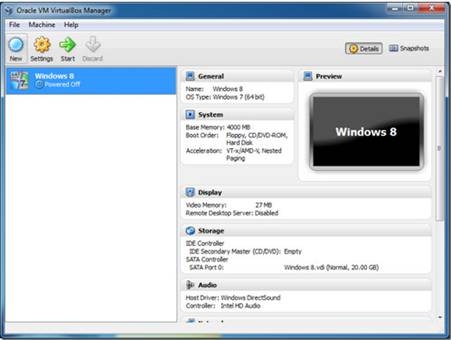 Oracle VM VirtualBox Manager
File Machine Help
New Settings Start Discard
Details Snapshots
Windows 8
Powered Off
General
Name: Windows 8
OS Type: Windows 7 (64 bit)
System
Base Memory: 4000 MB
Boot Order: Floppy, CD/DVD-ROM,
Hard Disk
Acceleration: VT-x/AMD-V, Nested
Paging
Preview
Windows 8
Display
Video Memory: 27 MB
Remote Desktop Server: Disabled
Storage
IDE Controller
IDE Secondary Master (CD/DVD): Empty
SATA Controller
SATA Port 0: Windows 8.vdi (Normal, 20.00 GB)
Audio
Host Driver: Windows DirectSound
Controller: Intel HD Audio